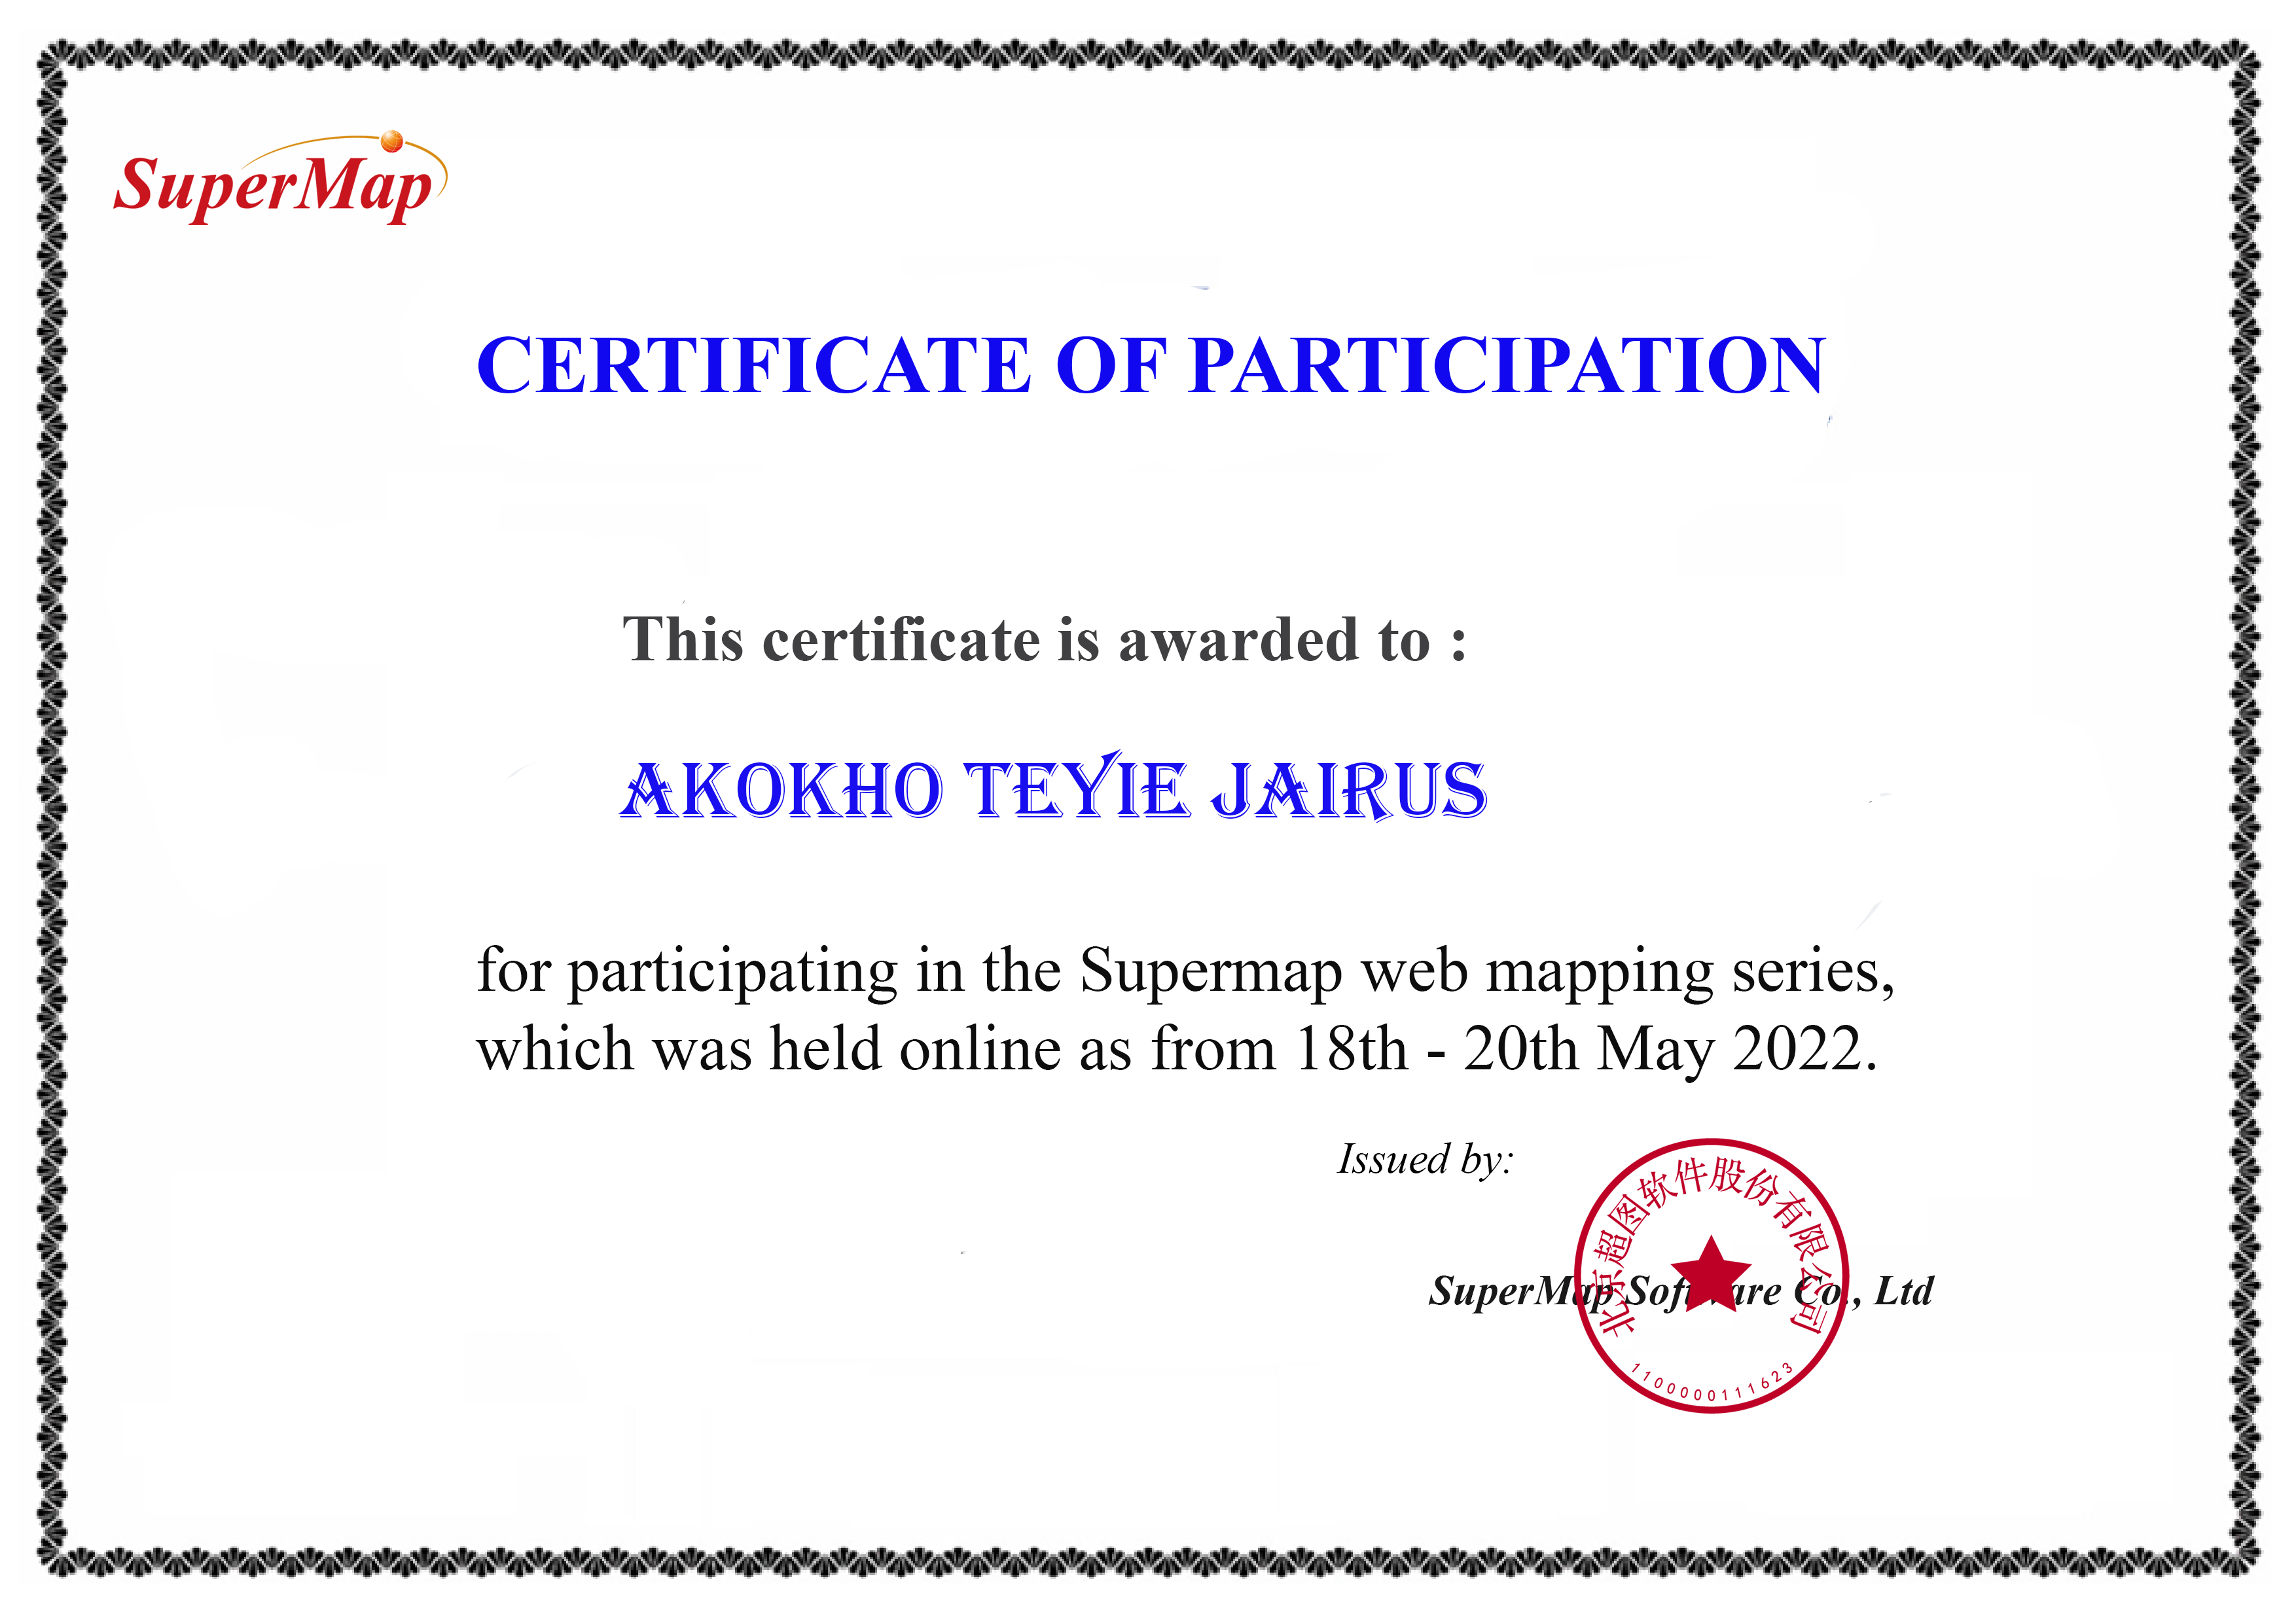 SuperMap
CERTIFICATE OF PARTICIPATION
This certificate is awarded to :
AKOKHO TEYIE JAIRUS
for participating in the Supermap web mapping series,
which was held online as from 18th - 20th May 2022.
Issued by:
北京超图软件股份有限公司
SuperMap Software Co., Ltd
1100000111623